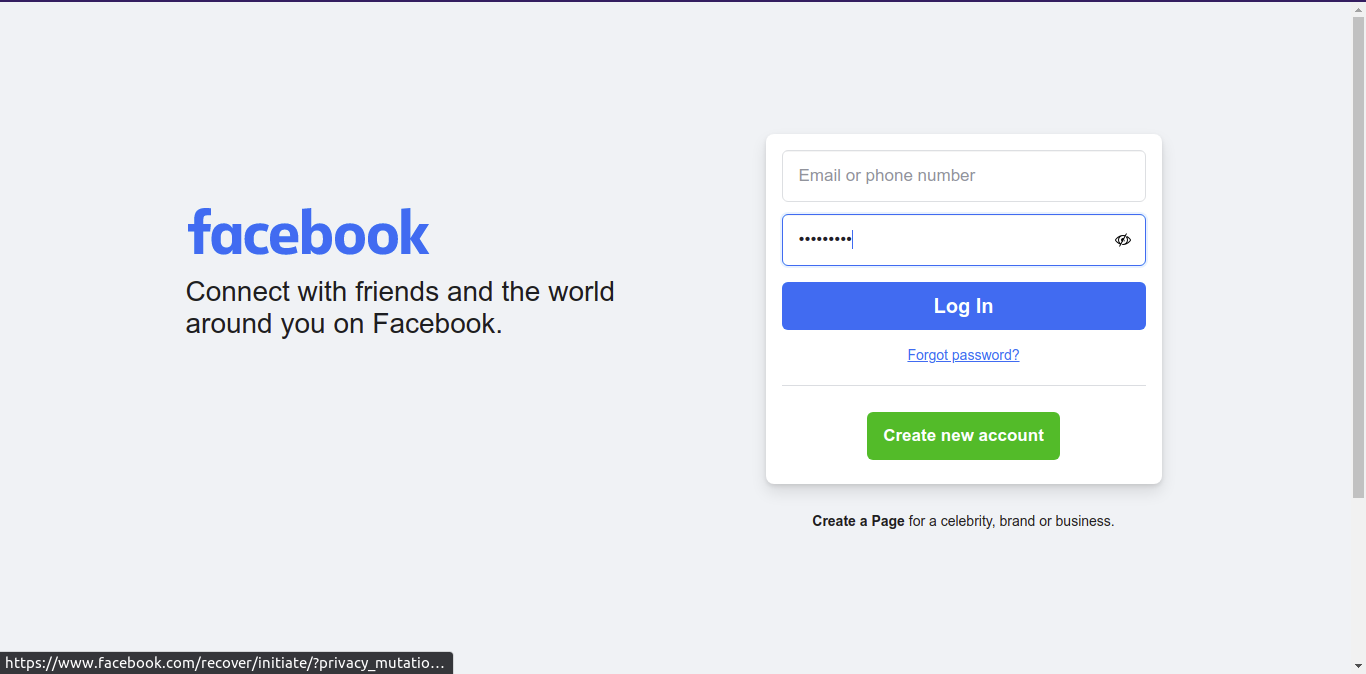 facebook
Connect with friends and the world
around you on Facebook.
Email or phone number
•••••••••
Log In
Forgot password?
Create new account
Create a Page for a celebrity, brand or business.
https://www.facebook.com/recover/initiate/?privacy_mutatio…